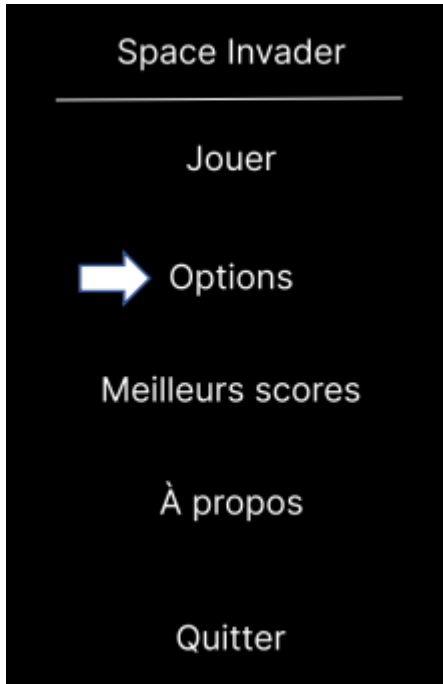 Space Invader
Jouer
Options
Meilleurs scores
À propos
Quitter